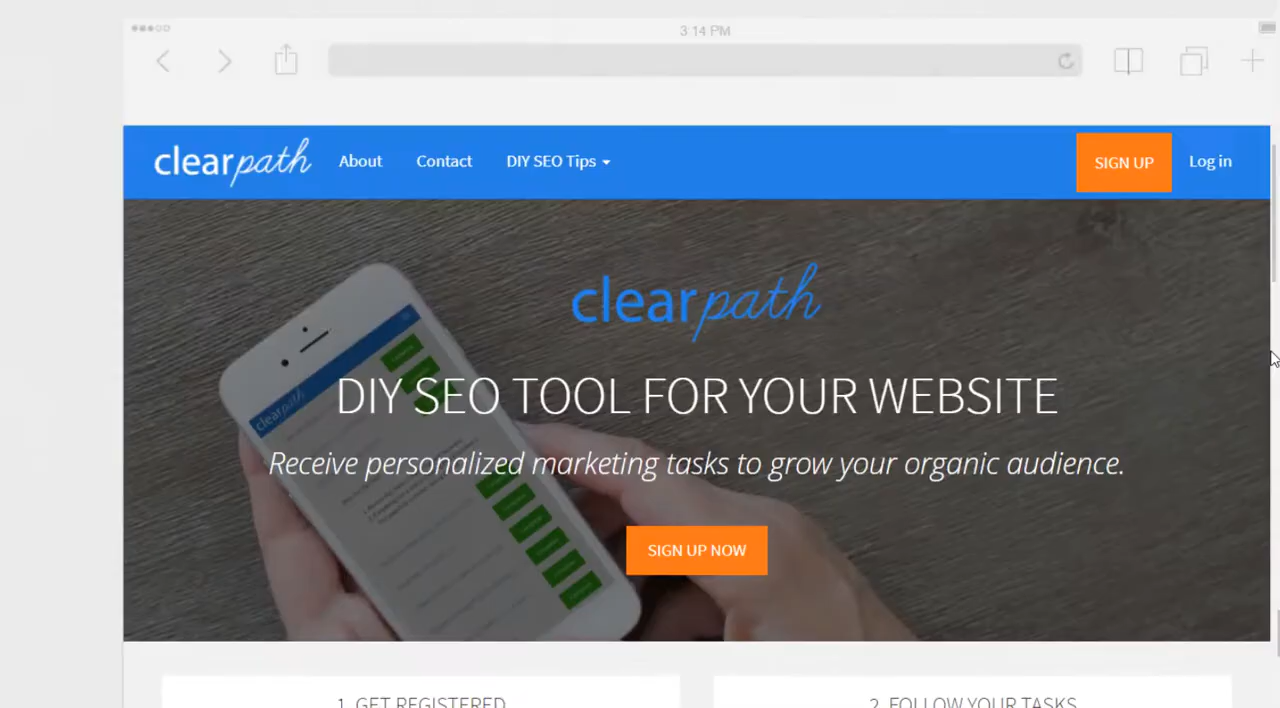 3:14 PM
clearpath
About
Contact
DIY SEO Tips
SIGN UP
Log in
clearpath
DIY SEO TOOL FOR YOUR WEBSITE
Receive personalized marketing tasks to grow your organic audience.
SIGN UP NOW
clearpath
1. GET REGISTERED
2. FOLLOW YOUR TASKS